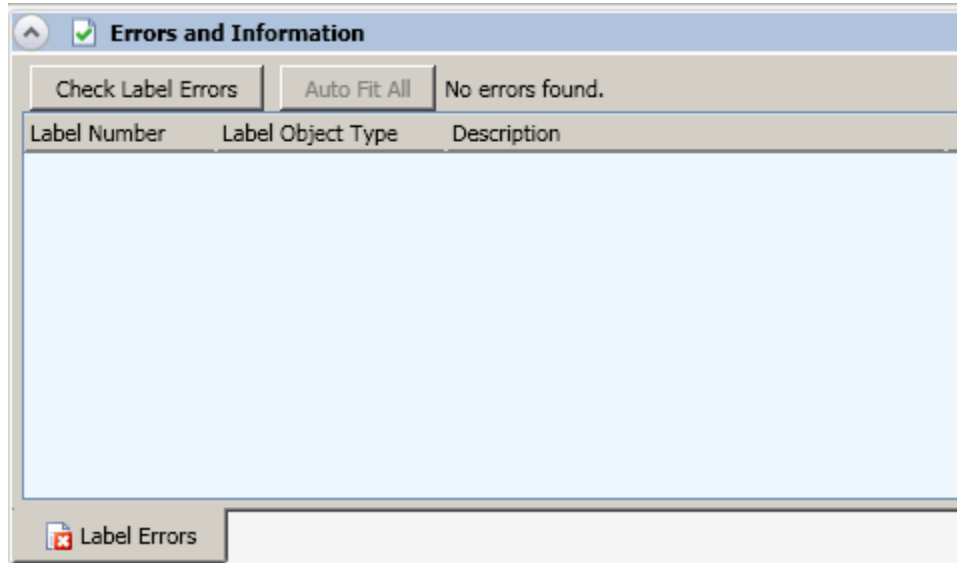 Errors and Information
Check Label Errors Auto Fit All No errors found.
Label Number Label Object Type Description
Label Errors